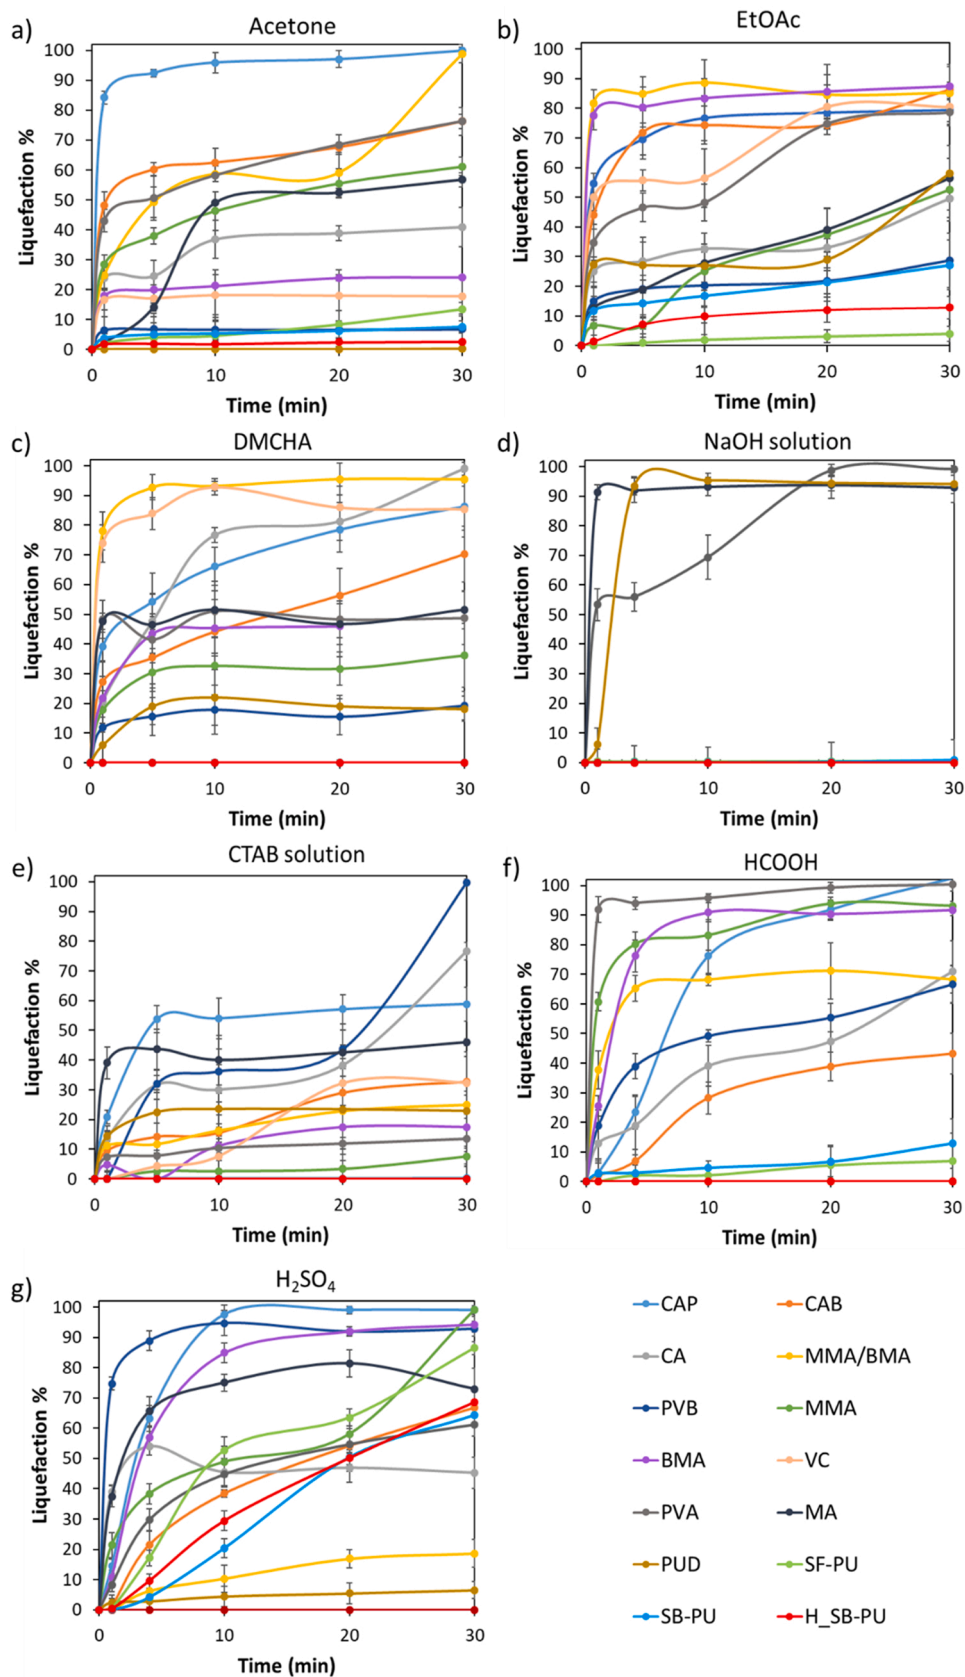 a) Acetone
100
90
80
70
60
50
40
30
20
10
0
Liquefaction %
0 10 20 30
Time (min)
b) EtOAc
100
90
80
70
60
50
40
30
20
10
0
Liquefaction %
0 10 20 30
Time (min)
c) DMCHA
100
90
80
70
60
50
40
30
20
10
0
Liquefaction %
0 10 20 30
Time (min)
d) NaOH solution
100
90
80
70
60
50
40
30
20
10
0
Liquefaction %
0 10 20 30
Time (min)
e) CTAB solution
100
90
80
70
60
50
40
30
20
10
0
Liquefaction %
0 10 20 30
Time (min)
f) HCOOH
100
90
80
70
60
50
40
30
20
10
0
Liquefaction %
0 10 20 30
Time (min)
g) H₂SO₄
100
90
80
70
60
50
40
30
20
10
0
Liquefaction %
0 10 20 30
Time (min)
CAP CAB
CA MMA/BMA
PVB MMA
BMA VC
PVA MA
PUD SF-PU
SB-PU H_SB-PU